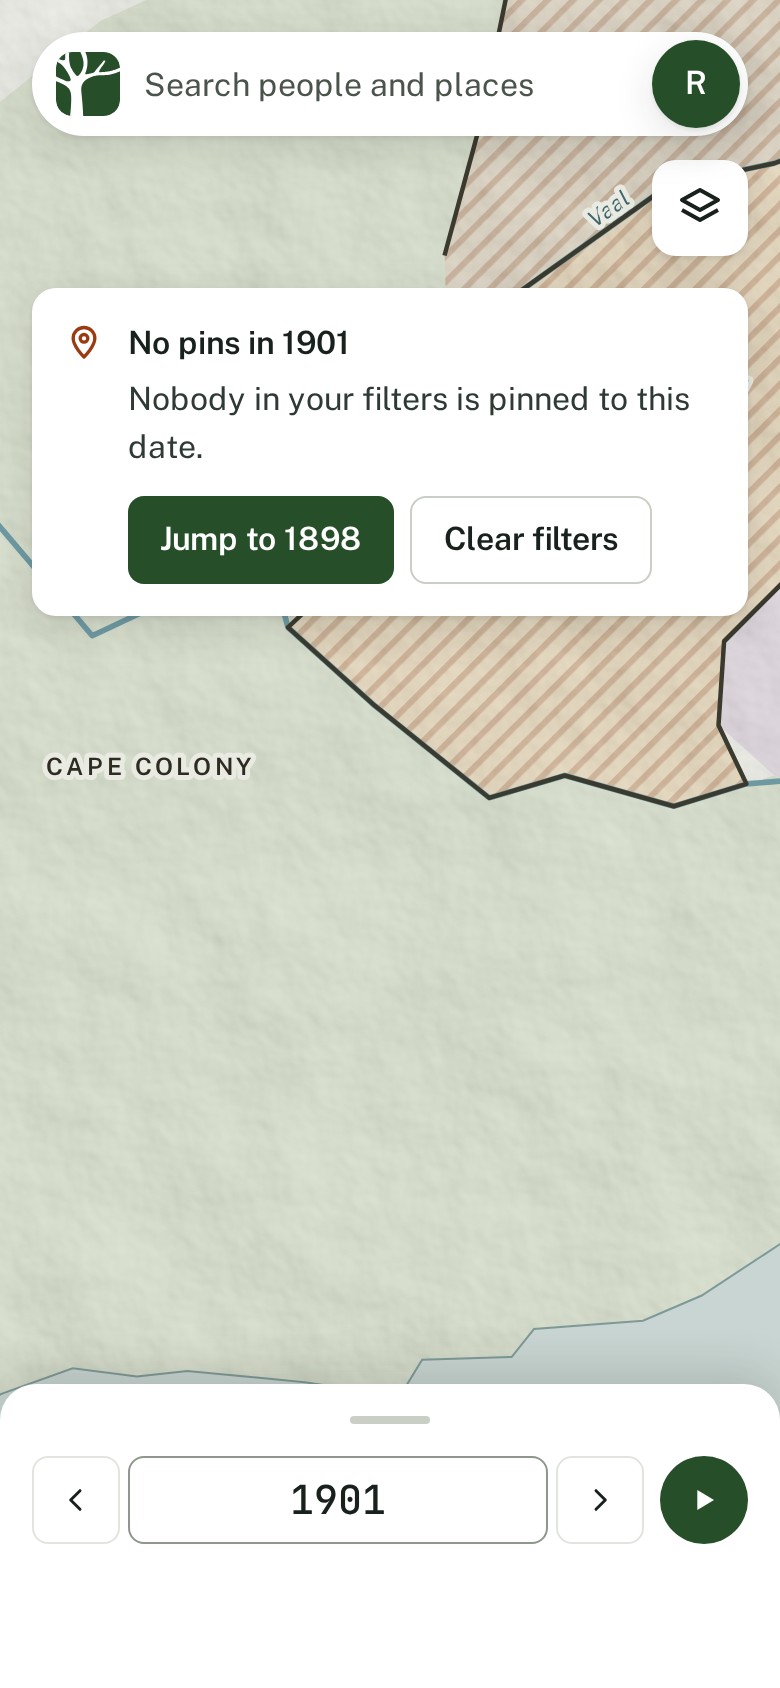 Search people and places
R
Vaal
No pins in 1901
Nobody in your filters is pinned to this
date.
Jump to 1898
Clear filters
CAPE COLONY
1901